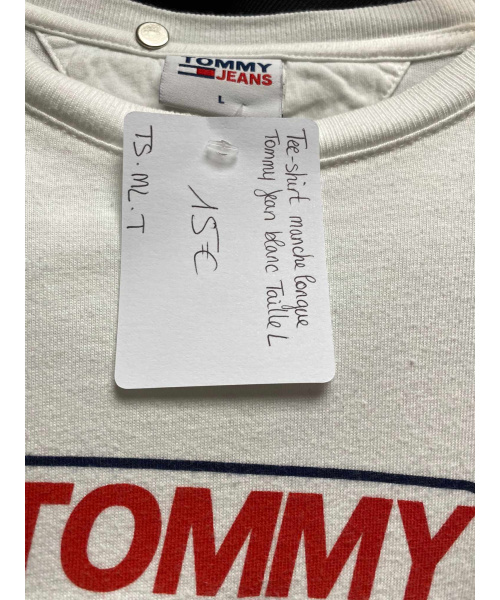 TOMMY
JEANS
L
Tee-shirt manche longue
Tommy Jean blanc Taille L
15€
TS.ML.T
TOMMY